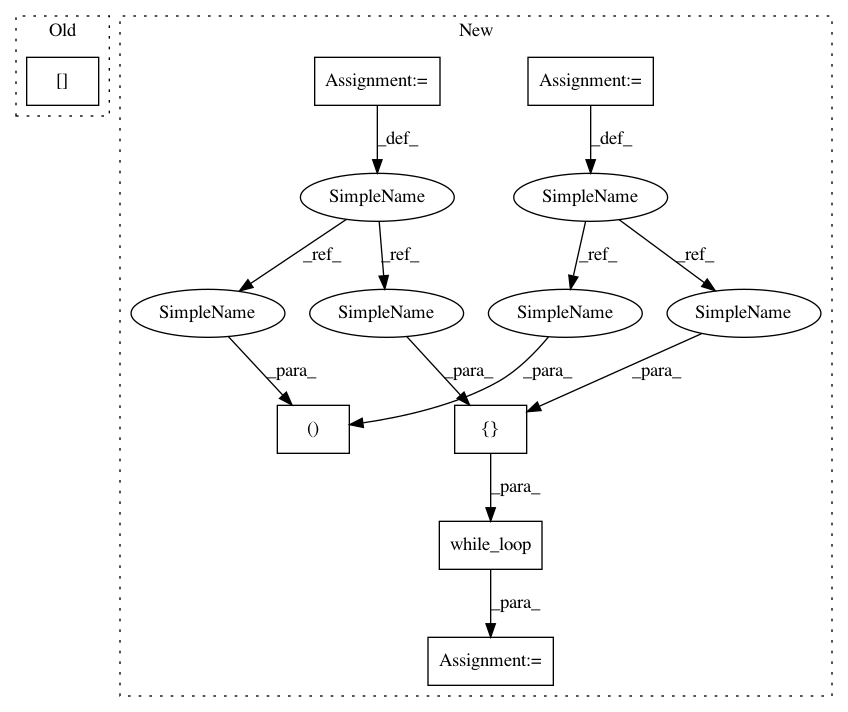 Old
New
[]
Assignment:=
Assignment:=
_def_
_def_
SimpleName
SimpleName
_ref_
_ref_
_ref_
_ref_
SimpleName
SimpleName
SimpleName
SimpleName
_para_
_para_
_para_
_para_
()
{}
_para_
while_loop
_para_
Assignment:=